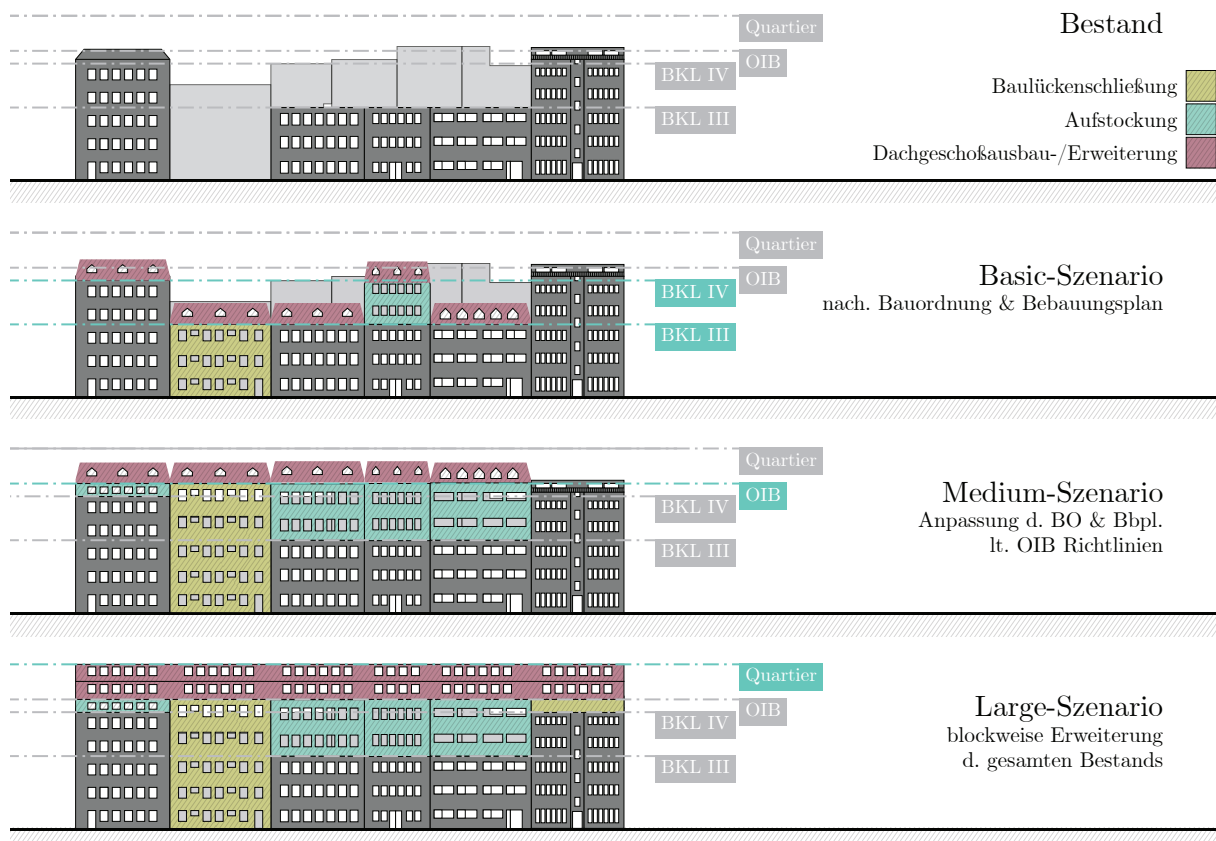 Quartier
OIB
BKL IV
BKL III
Bestand
Baulückenschließung
Aufstockung
Dachgeschoßausbau-/Erweiterung
Quartier
OIB
BKL IV
BKL III
Basic-Szenario
nach. Bauordnung & Bebauungsplan
Quartier
OIB
BKL IV
BKL III
Medium-Szenario
Anpassung d. BO & Bbpl.
lt. OIB Richtlinien
Quartier
OIB
BKL IV
BKL III
Large-Szenario
blockweise Erweiterung
d. gesamten Bestands